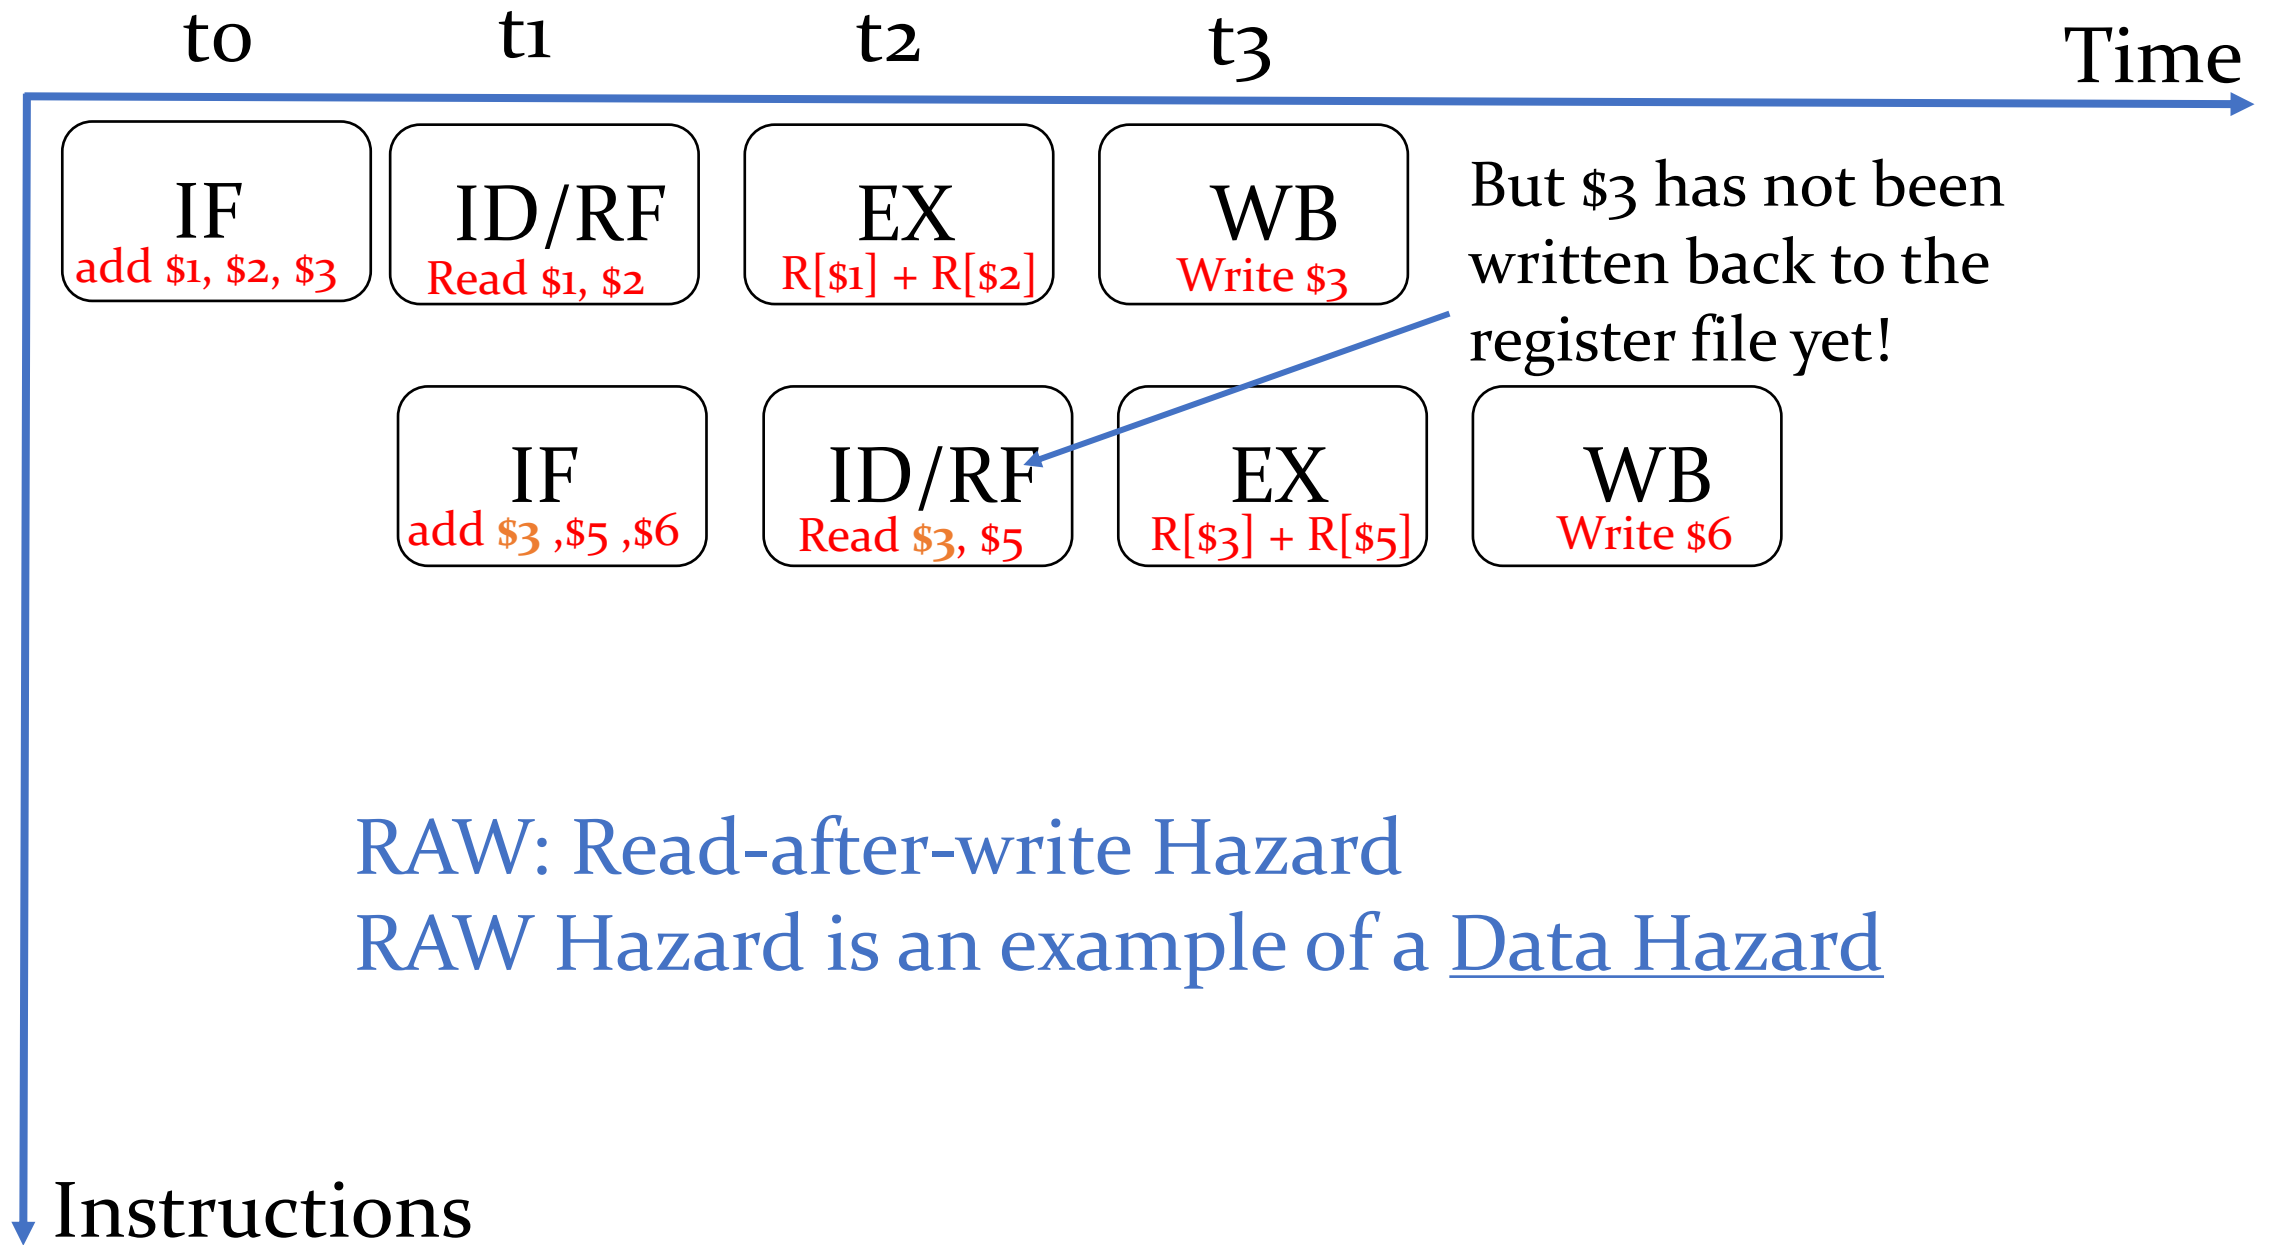 t0 t1 t2 t3 Time
IF ID/RF EX WB
add $1, $2, $3 Read $1, $2 R[$1] + R[$2] Write $3
But $3 has not been
written back to the
register file yet!
IF ID/RF EX WB
add $3 ,$5 ,$6 Read $3, $5 R[$3] + R[$5] Write $6
RAW: Read-after-write Hazard
RAW Hazard is an example of a Data Hazard
Instructions